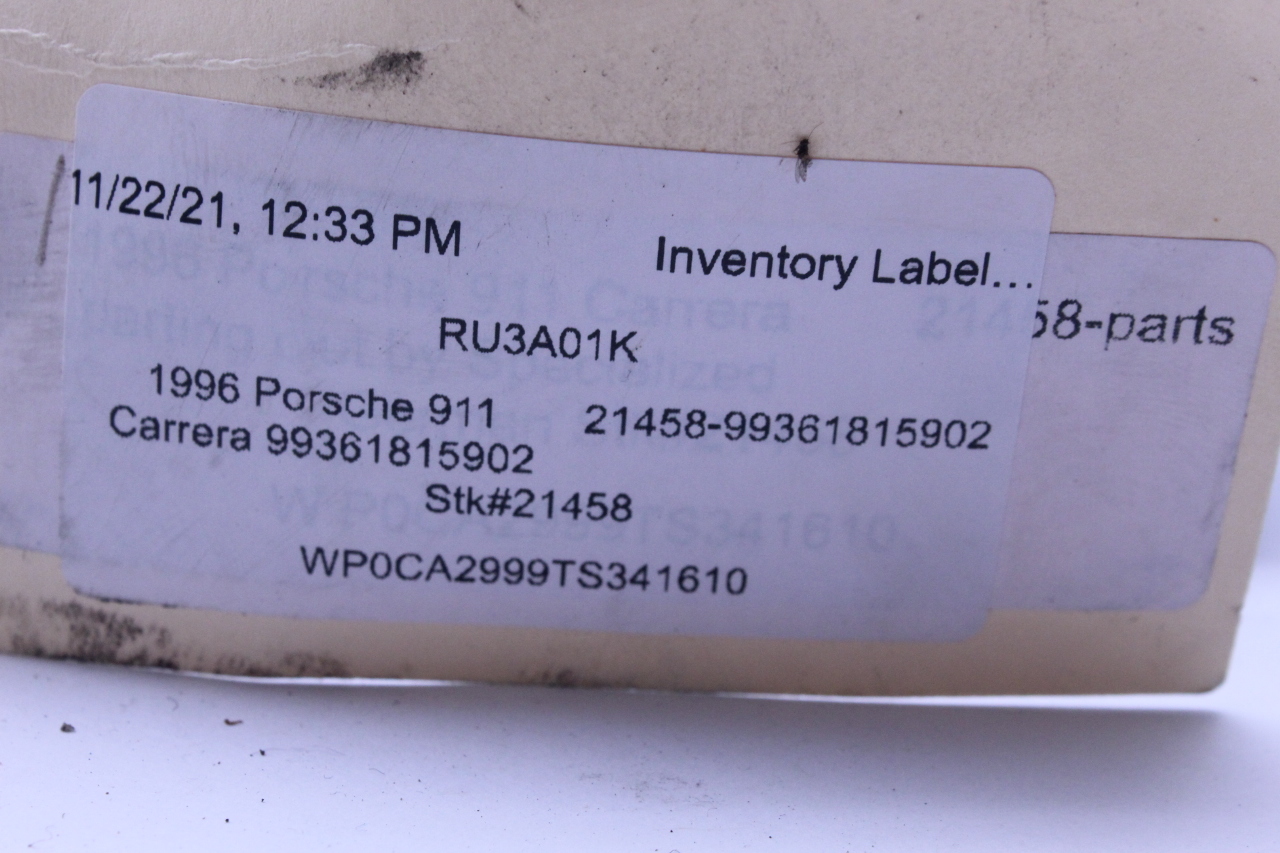 11/22/21, 12:33 PM Inventory Label...
58-parts
RU3A01K
1996 Porsche 911 21458-99361815902
Carrera 99361815902
Stk#21458
WP0CA2999TS341610